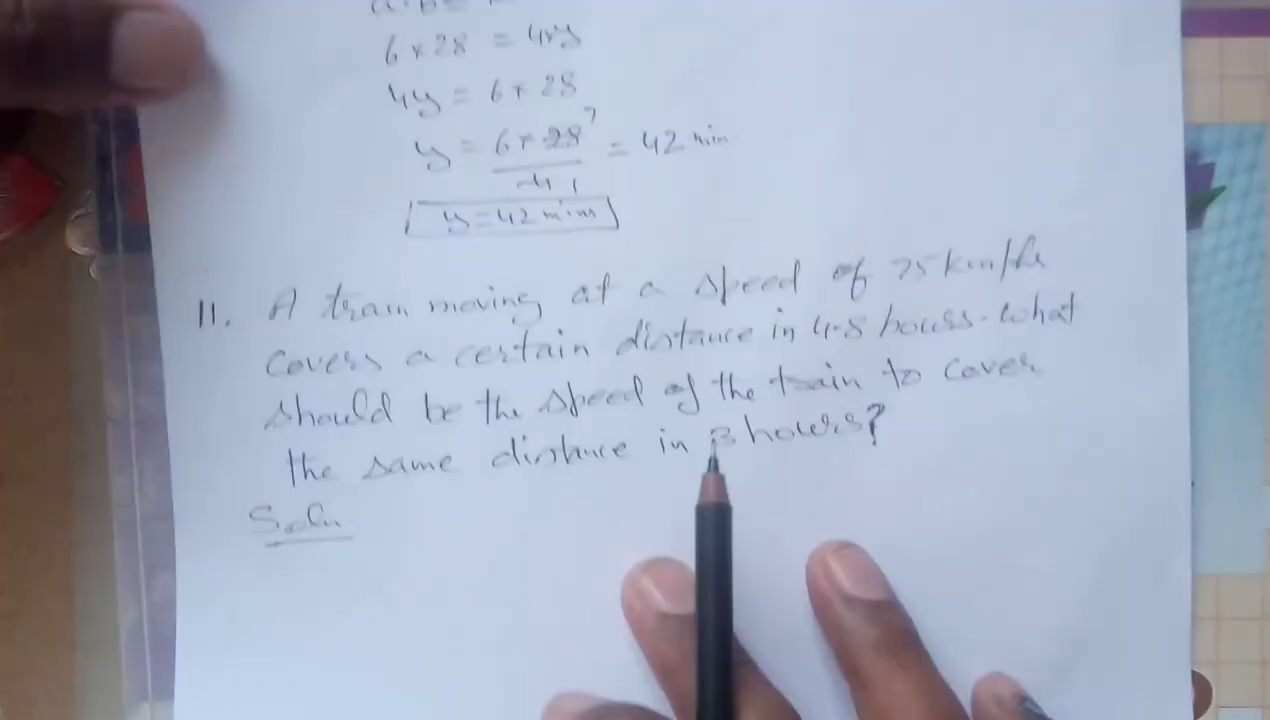 6 × 28 = 4×y
4y = 6 × 28
7
y = 6 × 28 = 42 min
4 1
y = 42 mins
11. A train moving at a speed of 75 km/hr
covers a certain distance in 4.8 hours. What
should be the speed of the train to cover
the same distance in 3 hours?
Soln